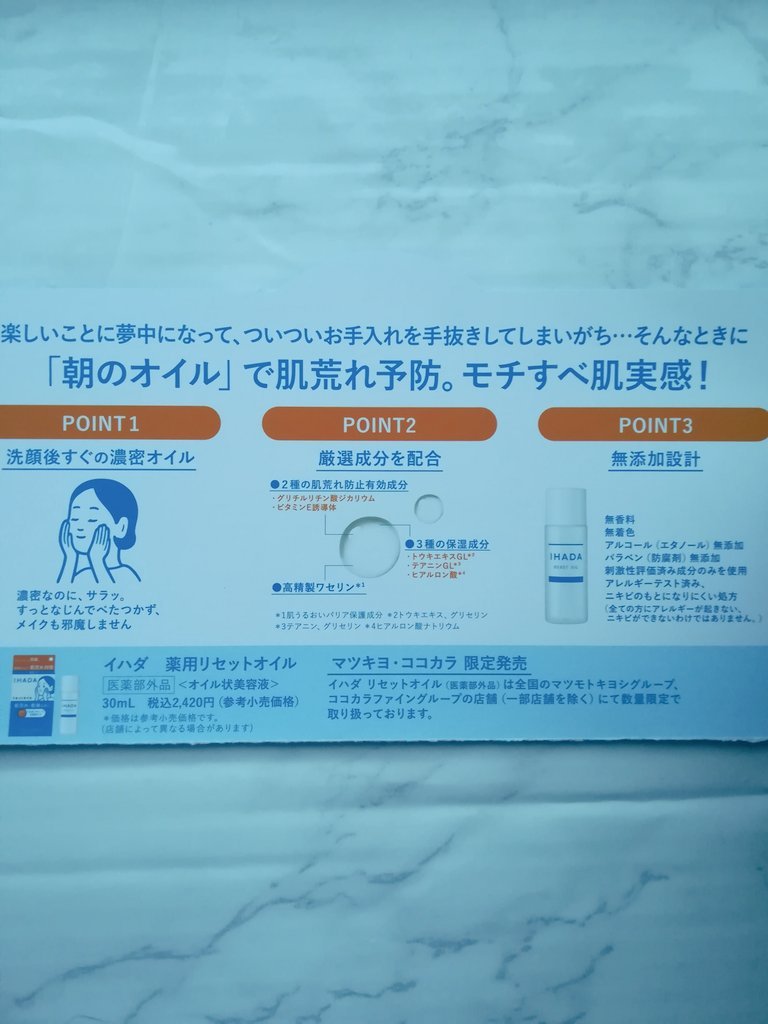 楽しいことに夢中になって、ついついお手入れを手抜きしてしまいがち…そんなときに
「朝のオイル」で肌荒れ予防。モチすべ肌実感!
POINT1
洗顔後すぐの濃密オイル
濃密なのに、サラッ。
すっとなじんでべたつかず、
メイクも邪魔しません
POINT2
厳選成分を配合
●2種の肌荒れ防止有効成分
・グリチルリチン酸ジカリウム
・ビタミンE誘導体
●3種の保湿成分
・トウキエキスGL*2
・テアニンGL*3
・ヒアルロン酸*4
●高精製ワセリン*1
*1肌うるおいバリア保護成分 *2トウキエキス、グリセリン
*3テアニン、グリセリン *4ヒアルロン酸ナトリウム
POINT3
無添加設計
IHADA
無香料
無着色
アルコール(エタノール)無添加
パラベン(防腐剤)無添加
刺激性評価済み成分のみを使用
アレルギーテスト済み、
ニキビのもとになりにくい処方
(全ての方にアレルギーが起きない、
ニキビができないわけではありません。)
IHADA
イハダ 薬用リセットオイル
医薬部外品 <オイル状美容液>
30mL 税込2,420円(参考小売価格)
*価格は参考小売価格です。
(店舗によって異なる場合があります)
マツキヨ・ココカラ 限定発売
イハダ リセットオイル(医薬部外品)は全国のマツモトキヨシグループ、
ココカラファイングループの店舗(一部店舗を除く)にて数量限定で
取り扱っております。